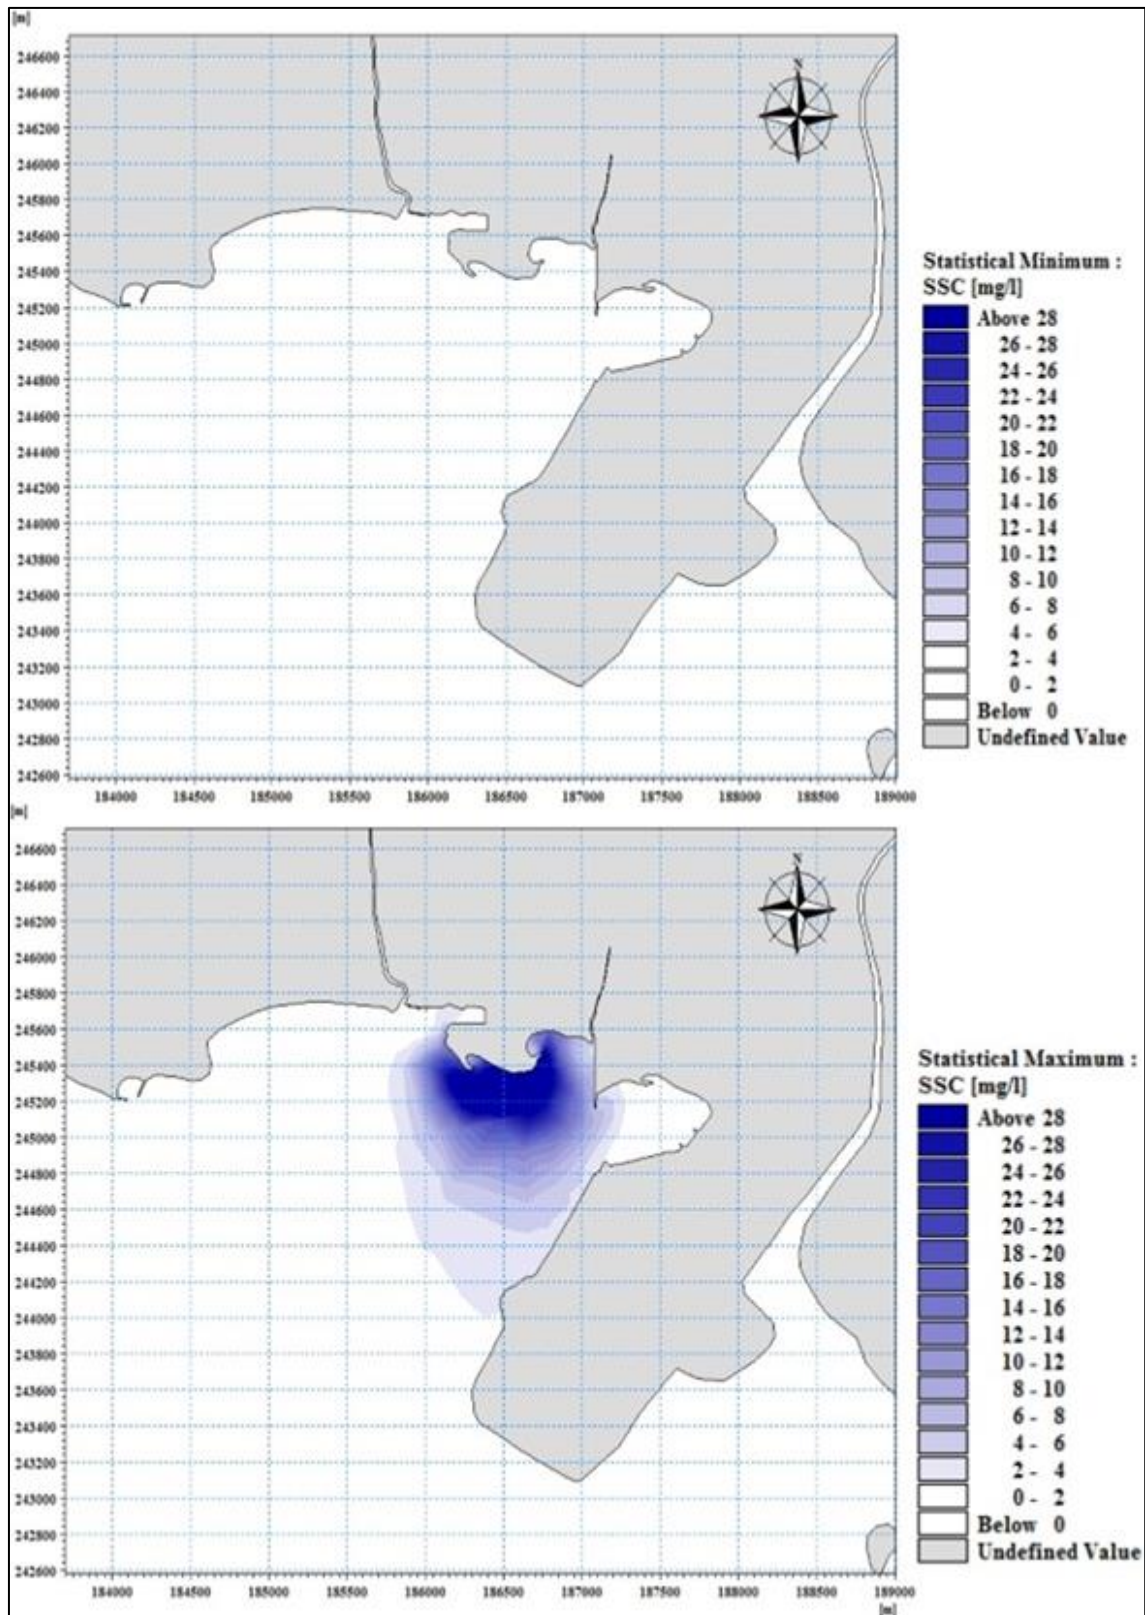 [m]
N
246600
246400
246200
246000
245800
245600
245400
245200
245000
244800
244600
244400
244200
244000
243800
243600
243400
243200
243000
242800
242600
184000 184500 185000 185500 186000 186500 187000 187500 188000 188500 189000
Statistical Minimum :
SSC [mg/l]
Above 28
26 - 28
24 - 26
22 - 24
20 - 22
18 - 20
16 - 18
14 - 16
12 - 14
10 - 12
8 - 10
6 - 8
4 - 6
2 - 4
0 - 2
Below 0
Undefined Value
[m]
N
246600
246400
246200
246000
245800
245600
245400
245200
245000
244800
244600
244400
244200
244000
243800
243600
243400
243200
243000
242800
242600
184000 184500 185000 185500 186000 186500 187000 187500 188000 188500 189000
[m]
Statistical Maximum :
SSC [mg/l]
Above 28
26 - 28
24 - 26
22 - 24
20 - 22
18 - 20
16 - 18
14 - 16
12 - 14
10 - 12
8 - 10
6 - 8
4 - 6
2 - 4
0 - 2
Below 0
Undefined Value